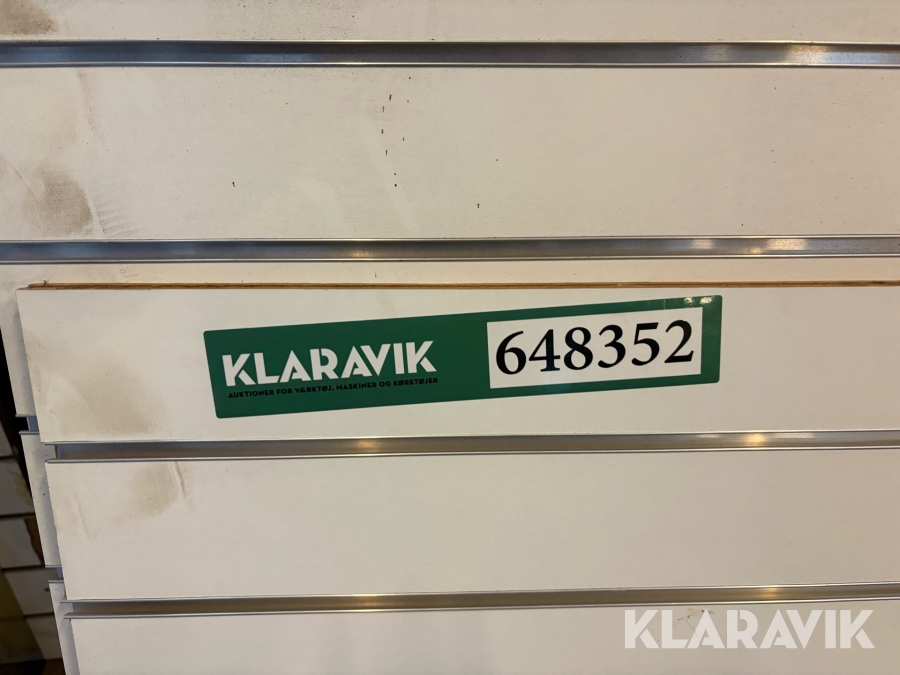 KLARAVIK
AUKTIONER FOR VÆRKTØJ, MASKINER OG KØRETØJER
648352
KLARAVIK